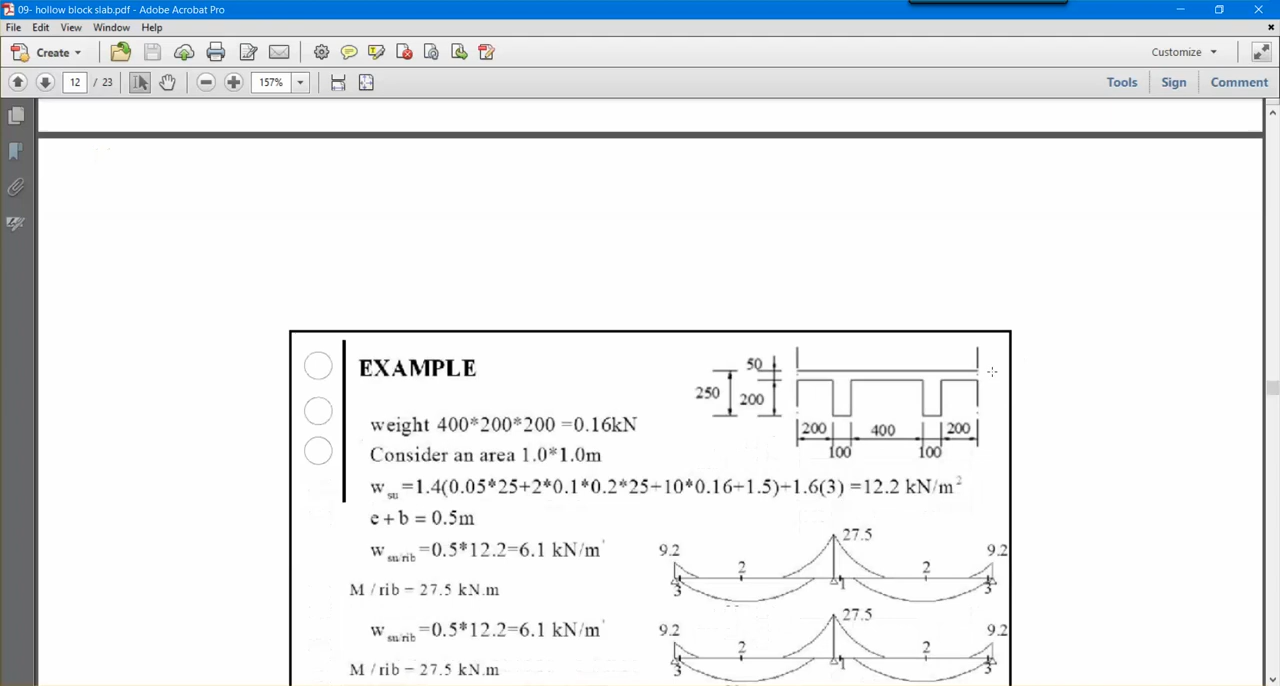 09- hollow block slab.pdf - Adobe Acrobat Pro
File Edit View Window Help
Create Customize
12 / 23 157% Tools Sign Comment
EXAMPLE
50
250 200
200 400 200
100 100
weight 400*200*200 =0.16kN
Consider an area 1.0*1.0m
w su =1.4(0.05*25+2*0.1*0.2*25+10*0.16+1.5)+1.6(3) =12.2 kN/m²
e+b = 0.5m
w su/rib =0.5*12.2=6.1 kN/m'
M / rib = 27.5 kN.m
9.2 27.5 9.2
2 2
3 1 3
w su/rib =0.5*12.2=6.1 kN/m'
M / rib = 27.5 kN.m
9.2 27.5 9.2
2 2
3 1 3